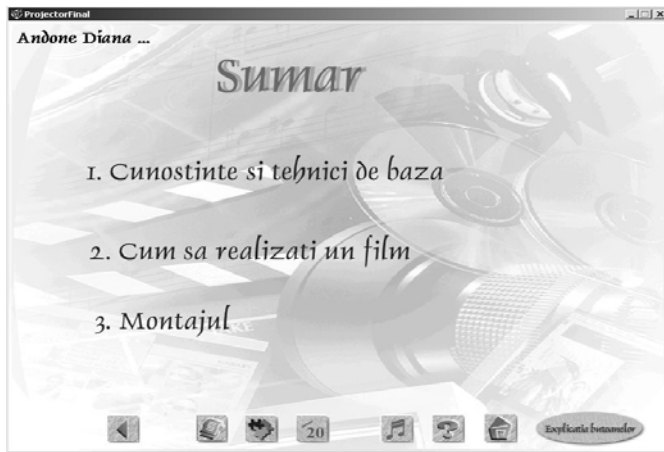 ProjectorFinal
Andone Diana ...
Sumar
1. Cunostinte si tehnici de baza
2. Cum sa realizati un film
3. Montajul
20
Explicatia butoanelor